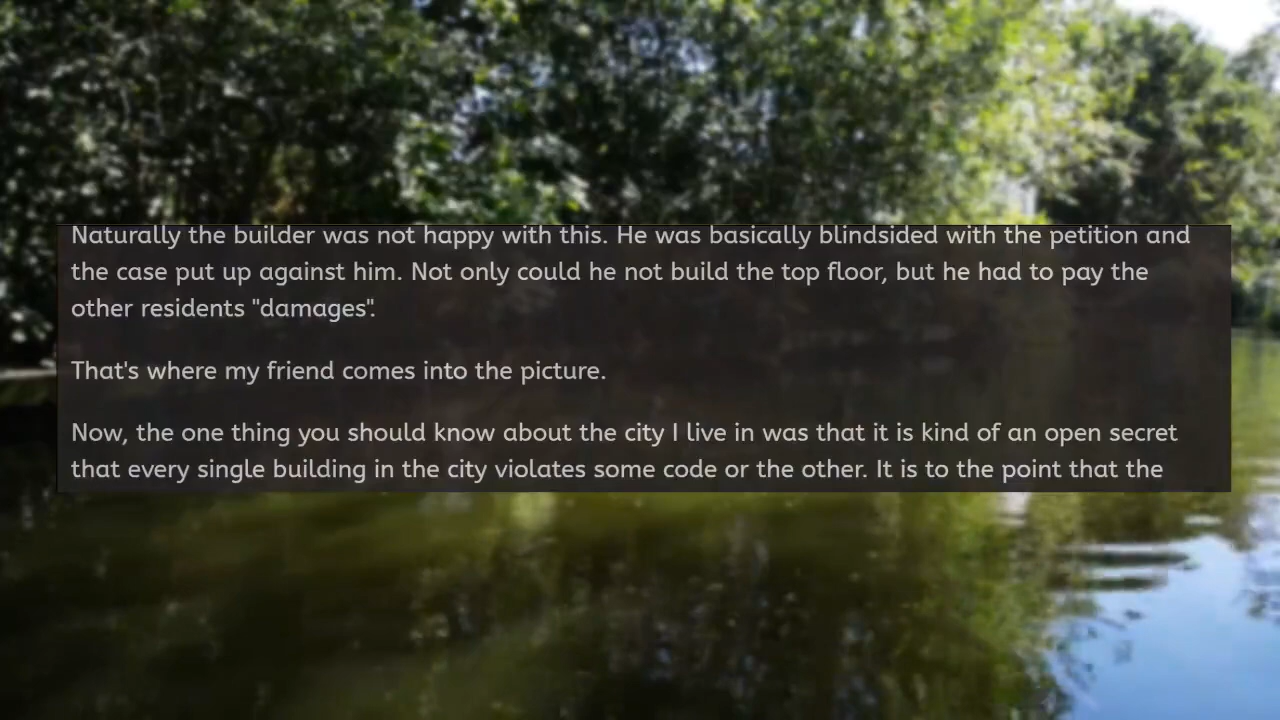 Naturally the builder was not happy with this. He was basically blindsided with the petition and
the case put up against him. Not only could he not build the top floor, but he had to pay the
other residents "damages".
That's where my friend comes into the picture.
Now, the one thing you should know about the city I live in was that it is kind of an open secret
that every single building in the city violates some code or the other. It is to the point that the